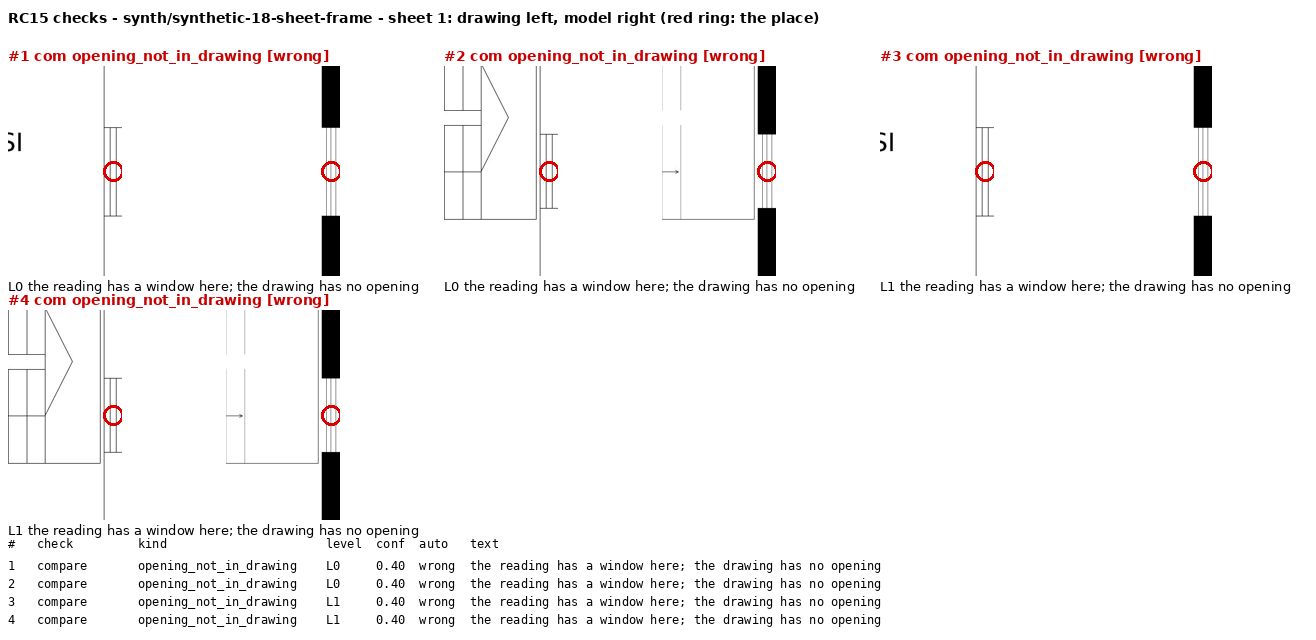 RC15 checks - synth/synthetic-18-sheet-frame - sheet 1: drawing left, model right (red ring: the place)
#1 com opening_not_in_drawing [wrong]
#2 com opening_not_in_drawing [wrong]
#3 com opening_not_in_drawing [wrong]
L0 the reading has a window here; the drawing has no opening
L0 the reading has a window here; the drawing has no opening
L1 the reading has a window here; the drawing has no opening
#4 com opening_not_in_drawing [wrong]
L1 the reading has a window here; the drawing has no opening
# check kind level conf auto text
1 compare opening_not_in_drawing L0 0.40 wrong the reading has a window here; the drawing has no opening
2 compare opening_not_in_drawing L0 0.40 wrong the reading has a window here; the drawing has no opening
3 compare opening_not_in_drawing L1 0.40 wrong the reading has a window here; the drawing has no opening
4 compare opening_not_in_drawing L1 0.40 wrong the reading has a window here; the drawing has no opening